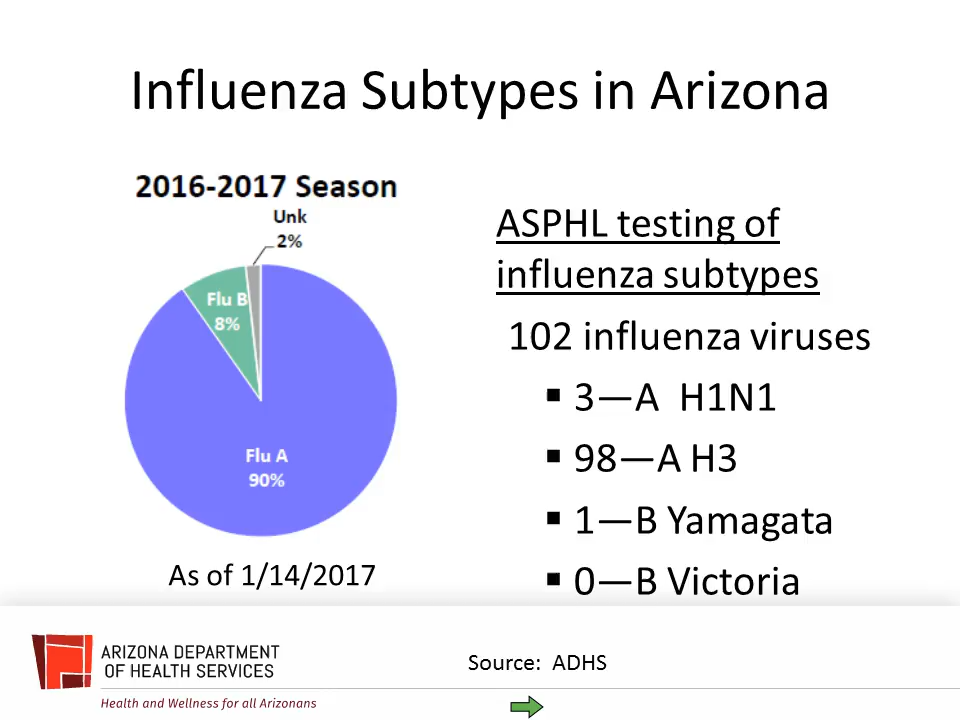 Influenza Subtypes in Arizona
2016-2017 Season
Unk
2%
Flu B
8%
Flu A
90%
As of 1/14/2017
ASPHL testing of
influenza subtypes
102 influenza viruses
▪ 3—A  H1N1
▪ 98—A H3
▪ 1—B Yamagata
▪ 0—B Victoria
ARIZONA DEPARTMENT
OF HEALTH SERVICES
Health and Wellness for all Arizonans
Source:  ADHS